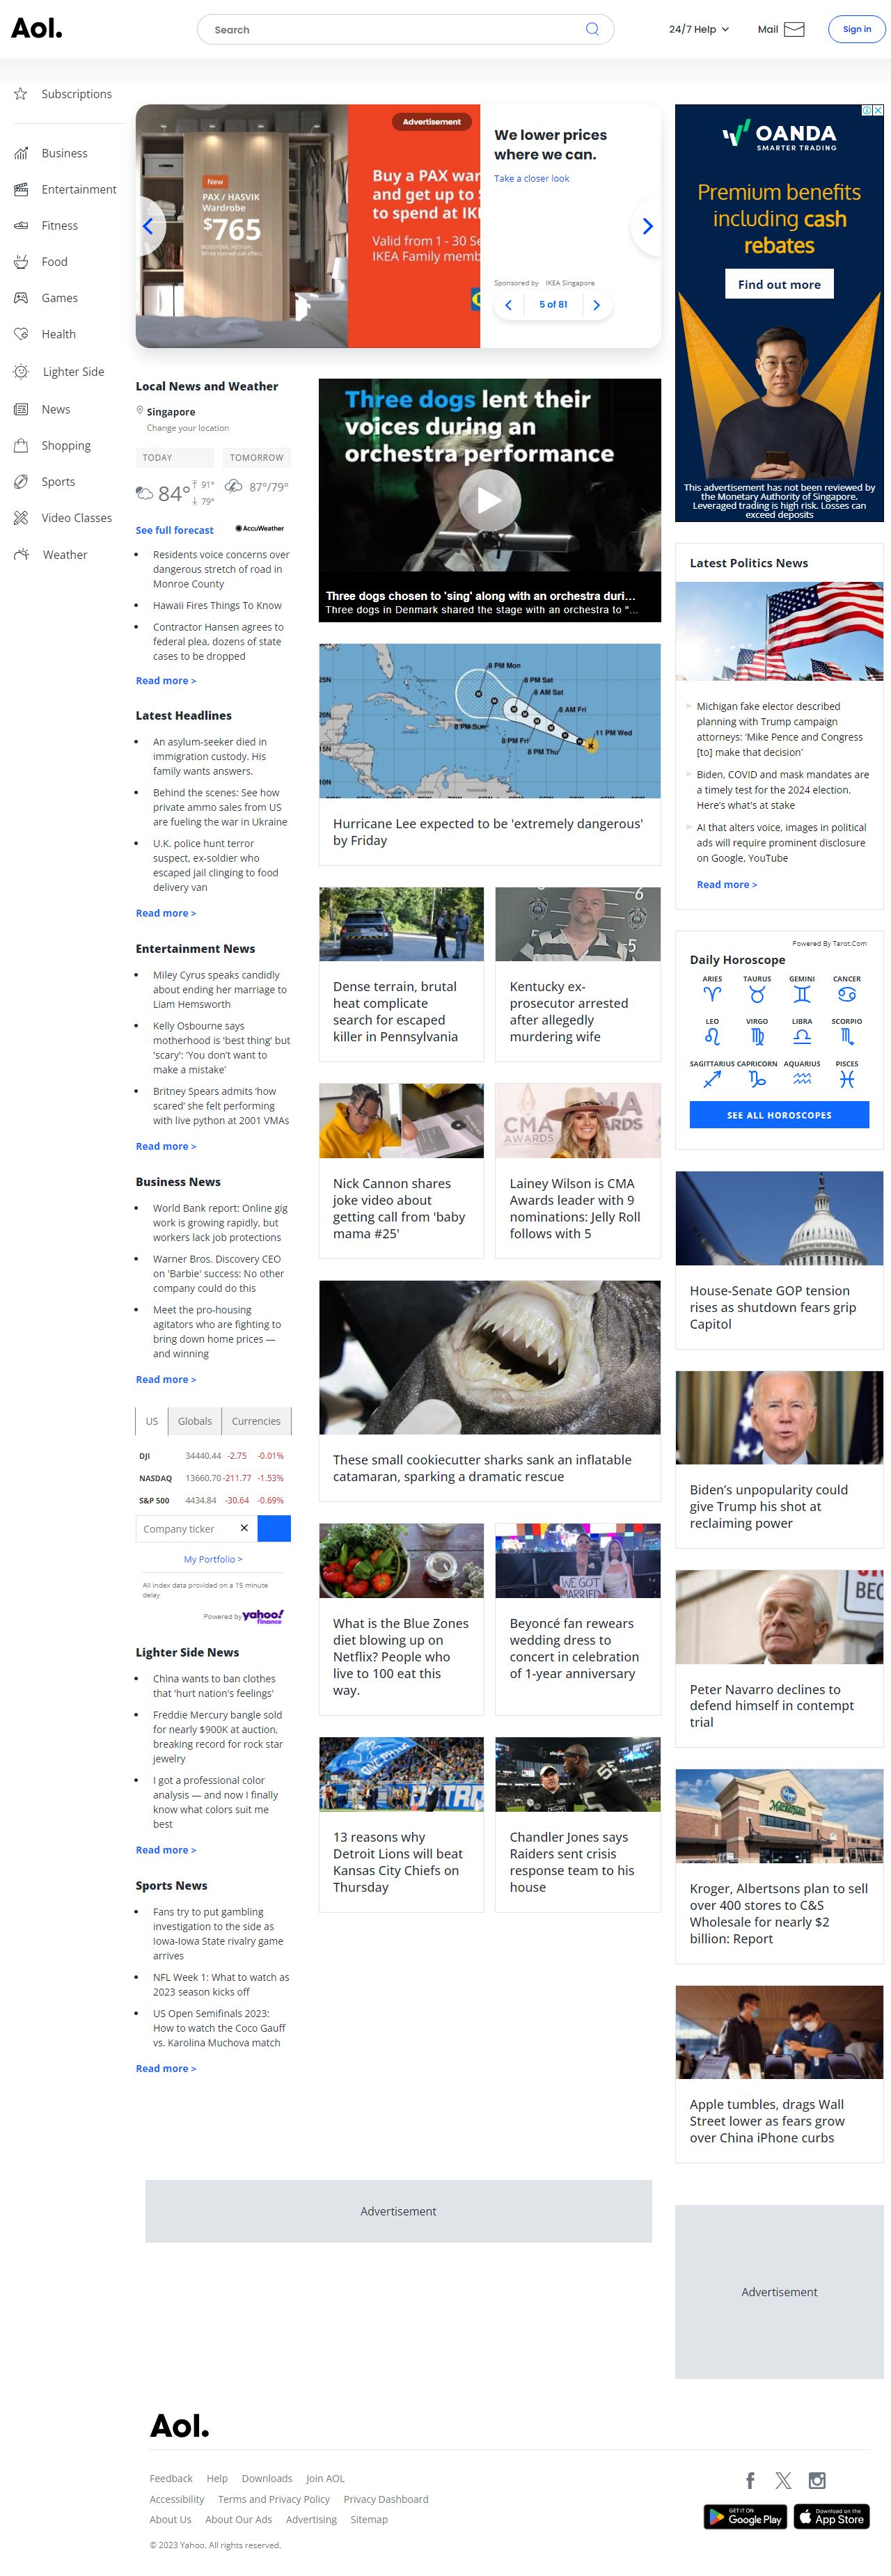 Aol.
Search
24/7 Help
Mail
Sign in
Subscriptions
Business
Entertainment
Fitness
Food
Games
Health
Lighter Side
News
Shopping
Sports
Video Classes
Weather
Advertisement
New
PAX / HASVIK
Wardrobe
$765
Buy a PAX war
and get up to
to spend at IKE
Valid from 1 - 30 Se
IKEA Family memb
We lower prices
where we can.
Take a closer look
Sponsored by IKEA Singapore
5 of 81
OANDA
SMARTER TRADING
Premium benefits
including cash
rebates
Find out more
This advertisement has not been reviewed by
the Monetary Authority of Singapore.
Leveraged trading is high risk. Losses can
exceed deposits
Local News and Weather
Singapore
Change your location
TODAY
TOMORROW
84°
91°
79°
87°/79°
See full forecast
AccuWeather
Residents voice concerns over
dangerous stretch of road in
Monroe County
Hawaii Fires Things To Know
Contractor Hansen agrees to
federal plea, dozens of state
cases to be dropped
Read more >
Latest Headlines
An asylum-seeker died in
immigration custody. His
family wants answers.
Behind the scenes: See how
private ammo sales from US
are fueling the war in Ukraine
U.K. police hunt terror
suspect, ex-soldier who
escaped jail clinging to food
delivery van
Read more >
Entertainment News
Miley Cyrus speaks candidly
about ending her marriage to
Liam Hemsworth
Kelly Osbourne says
motherhood is 'best thing' but
'scary': 'You don't want to
make a mistake'
Britney Spears admits 'how
scared' she felt performing
with live python at 2001 VMAs
Read more >
Business News
World Bank report: Online gig
work is growing rapidly, but
workers lack job protections
Warner Bros. Discovery CEO
on 'Barbie' success: No other
company could do this
Meet the pro-housing
agitators who are fighting to
bring down home prices —
and winning
Read more >
US Globals Currencies
DJI 34440.44 -2.75 -0.01%
NASDAQ 13660.70 -211.77 -1.53%
S&P 500 4434.84 -30.64 -0.69%
Company ticker
My Portfolio >
All index data provided on a 15 minute
delay
Powered by yahoo!
finance
Lighter Side News
China wants to ban clothes
that 'hurt nation's feelings'
Freddie Mercury bangle sold
for nearly $900K at auction,
breaking record for rock star
jewelry
I got a professional color
analysis — and now I finally
know what colors suit me
best
Read more >
Sports News
Fans try to put gambling
investigation to the side as
Iowa-Iowa State rivalry game
arrives
NFL Week 1: What to watch as
2023 season kicks off
US Open Semifinals 2023:
How to watch the Coco Gauff
vs. Karolina Muchova match
Read more >
Three dogs lent their
voices during an
orchestra performance
Three dogs chosen to 'sing' along with an orchestra duri...
Three dogs in Denmark shared the stage with an orchestra to "...
8 PM Mon
8 PM Sat
8 AM Sat
8 AM Fri
11 PM Wed
8 PM Sun
8 PM Fri
8 PM Thu
25N
15N
10N
Hurricane Lee expected to be 'extremely dangerous'
by Friday
Dense terrain, brutal
heat complicate
search for escaped
killer in Pennsylvania
Kentucky ex-
prosecutor arrested
after allegedly
murdering wife
CMA
AWARDS
Nick Cannon shares
joke video about
getting call from 'baby
mama #25'
Lainey Wilson is CMA
Awards leader with 9
nominations: Jelly Roll
follows with 5
These small cookiecutter sharks sank an inflatable
catamaran, sparking a dramatic rescue
WE GOT
MARRIED
What is the Blue Zones
diet blowing up on
Netflix? People who
live to 100 eat this
way.
Beyoncé fan rewears
wedding dress to
concert in celebration
of 1-year anniversary
13 reasons why
Detroit Lions will beat
Kansas City Chiefs on
Thursday
Chandler Jones says
Raiders sent crisis
response team to his
house
Latest Politics News
Michigan fake elector described
planning with Trump campaign
attorneys: 'Mike Pence and Congress
[to] make that decision'
Biden, COVID and mask mandates are
a timely test for the 2024 election.
Here's what's at stake
AI that alters voice, images in political
ads will require prominent disclosure
on Google, YouTube
Read more >
Powered By Tarot.Com
Daily Horoscope
ARIES TAURUS GEMINI CANCER
LEO VIRGO LIBRA SCORPIO
SAGITTARIUS CAPRICORN AQUARIUS PISCES
SEE ALL HOROSCOPES
House-Senate GOP tension
rises as shutdown fears grip
Capitol
Biden's unpopularity could
give Trump his shot at
reclaiming power
BEC
Peter Navarro declines to
defend himself in contempt
trial
Marketplace
Kroger, Albertsons plan to sell
over 400 stores to C&S
Wholesale for nearly $2
billion: Report
Apple tumbles, drags Wall
Street lower as fears grow
over China iPhone curbs
Advertisement
Advertisement
Aol.
Feedback Help Downloads Join AOL
Accessibility Terms and Privacy Policy Privacy Dashboard
About Us About Our Ads Advertising Sitemap
© 2023 Yahoo. All rights reserved.
GET IT ON
Google Play
Download on the
App Store